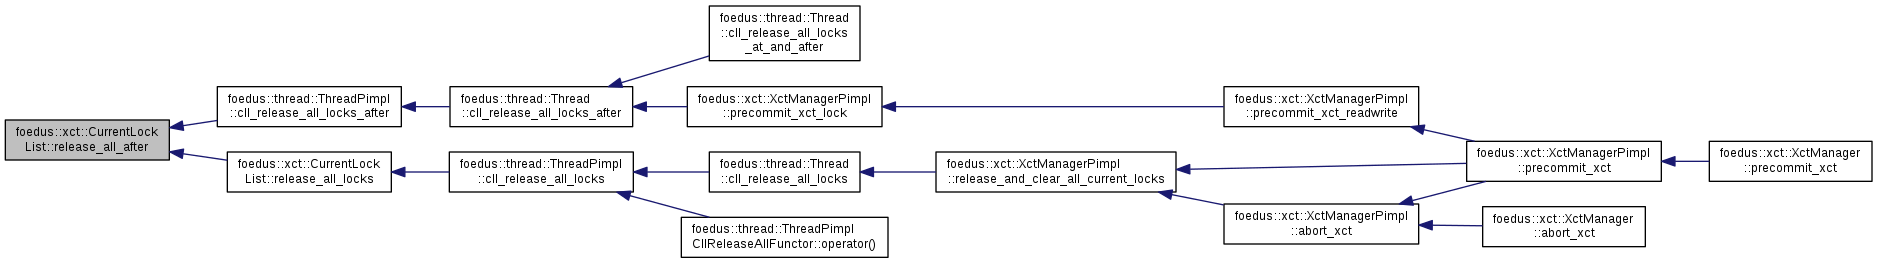 foedus::xct::CurrentLock
List::release_all_after
foedus::thread::ThreadPimpl
::cll_release_all_locks_after
foedus::thread::Thread
::cll_release_all_locks_after
foedus::thread::Thread
::cll_release_all_locks
_at_and_after
foedus::xct::XctManagerPimpl
::precommit_xct_lock
foedus::xct::XctManagerPimpl
::precommit_xct_readwrite
foedus::xct::XctManagerPimpl
::precommit_xct
foedus::xct::XctManager
::precommit_xct
foedus::xct::CurrentLock
List::release_all_locks
foedus::thread::ThreadPimpl
::cll_release_all_locks
foedus::thread::Thread
::cll_release_all_locks
foedus::xct::XctManagerPimpl
::release_and_clear_all_current_locks
foedus::xct::XctManagerPimpl
::abort_xct
foedus::xct::XctManager
::abort_xct
foedus::thread::ThreadPimpl
CllReleaseAllFunctor::operator()